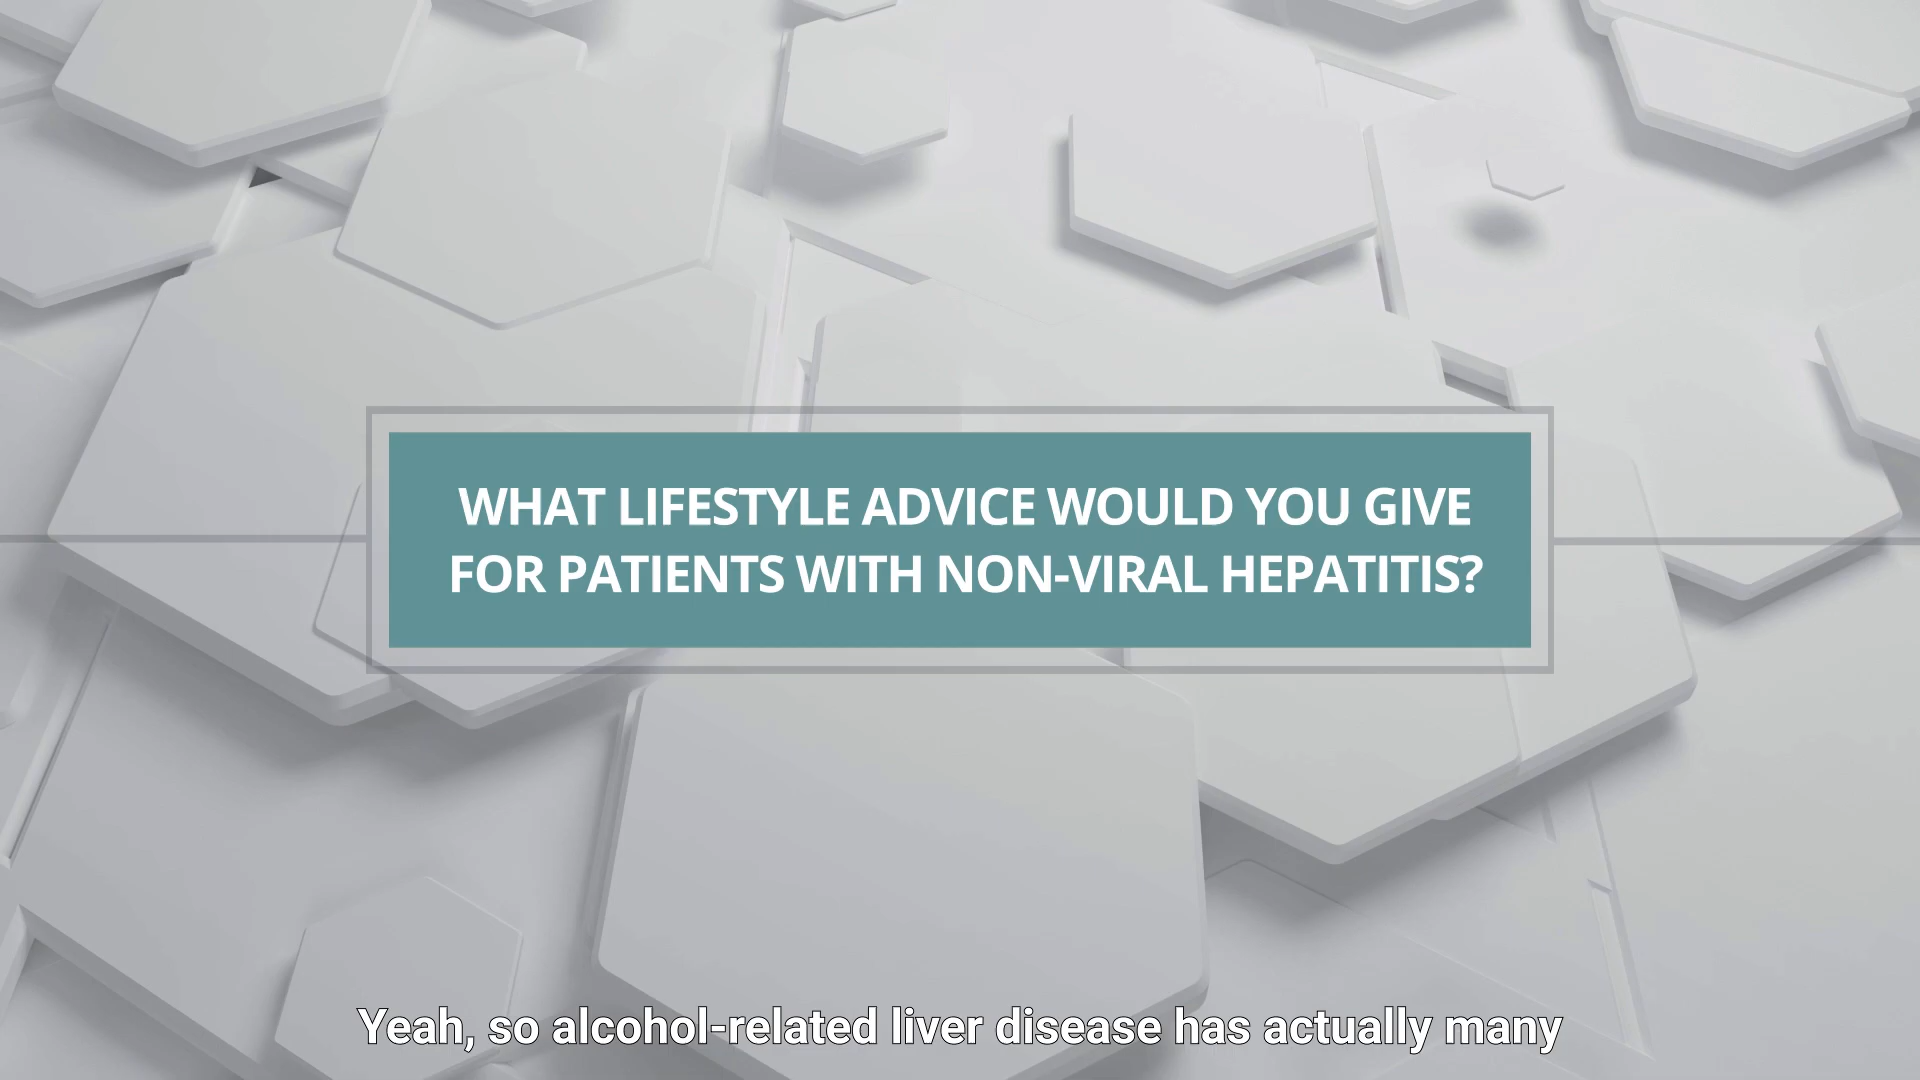 WHAT LIFESTYLE ADVICE WOULD YOU GIVE
FOR PATIENTS WITH NON-VIRAL HEPATITIS?
Yeah, so alcohol-related liver disease has actually many